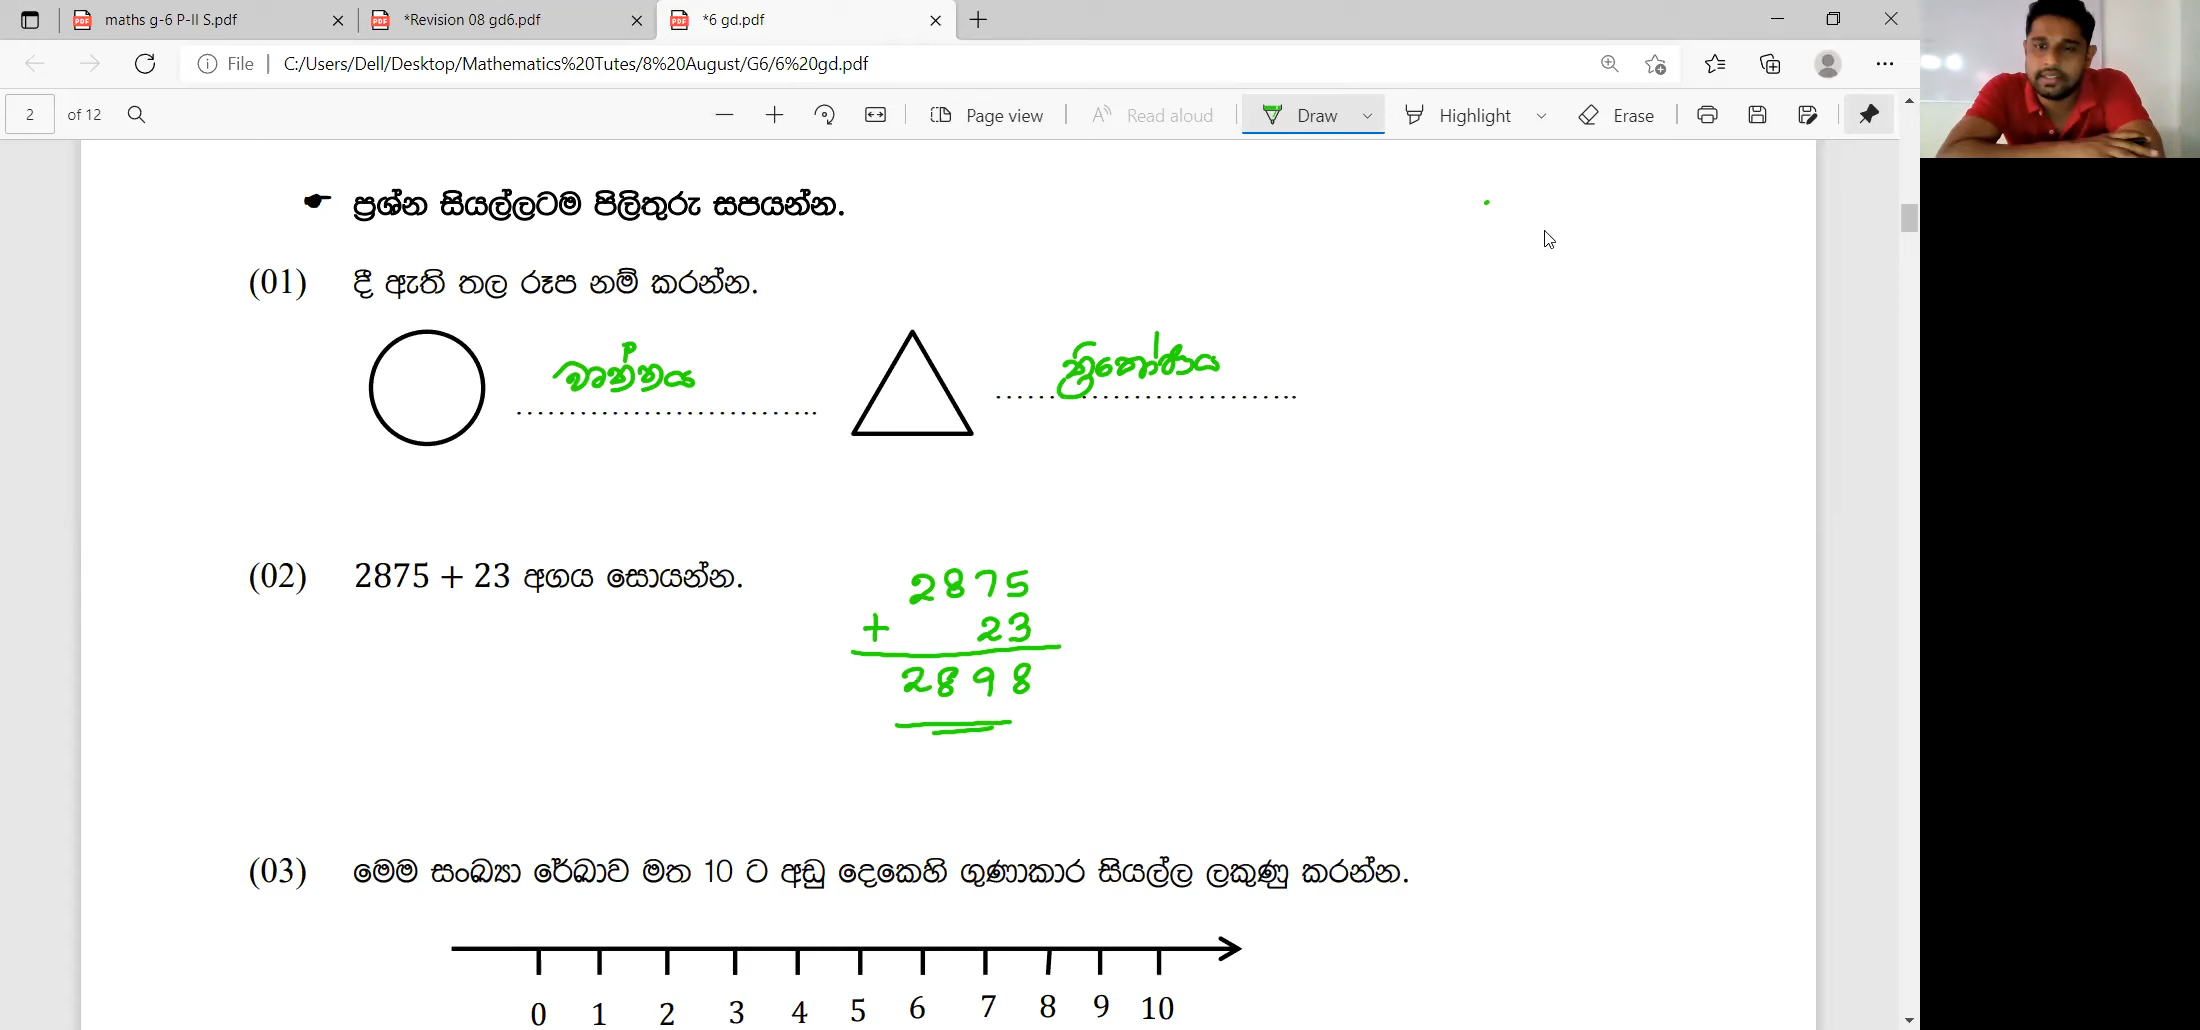 maths g-6 P-II S.pdf
*Revision 08 gd6.pdf
*6 gd.pdf
File
C:/Users/Dell/Desktop/Mathematics%20Tutes/8%20August/G6/6%20gd.pdf
2 of 12
Page view
Read aloud
Draw
Highlight
Erase
ප්‍රශ්න සියල්ලටම පිලිතුරු සපයන්න.
(01) දී ඇති තල රූප නම් කරන්න.
වෘත්තය
ත්‍රිකෝණය
(02) 2875 + 23 අගය සොයන්න.
2875
+ 23
2898
(03) මෙම සංඛ්‍යා රේඛාව මත 10 ට අඩු දෙකෙහි ගුණාකාර සියල්ල ලකුණු කරන්න.
0 1 2 3 4 5 6 7 8 9 10